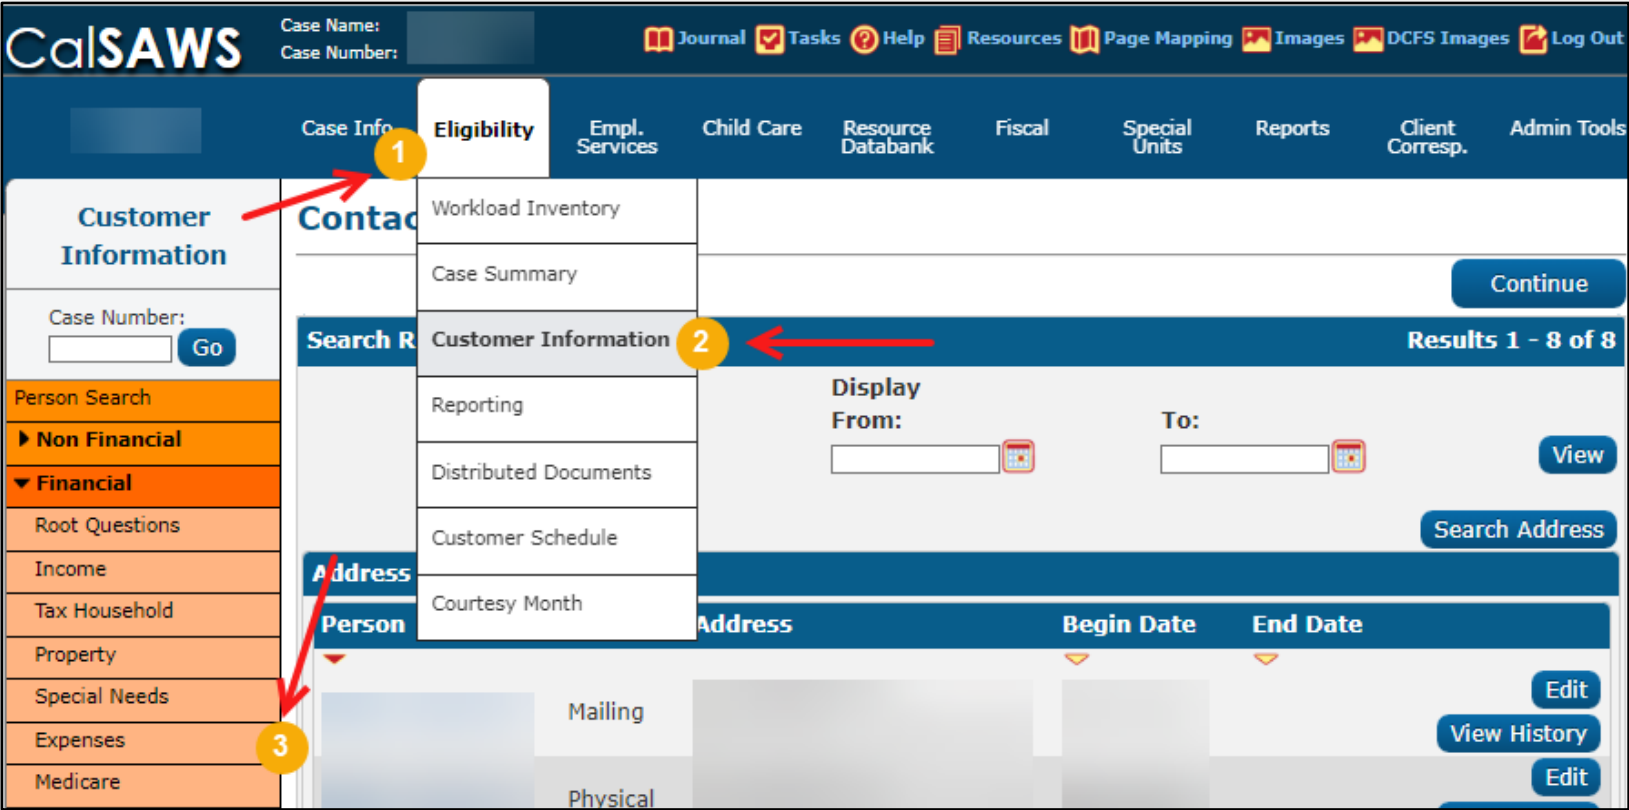 CalSAWS
Case Name:
Case Number:
Journal Tasks Help Resources Page Mapping Images DCFS Images Log Out
Case Info Eligibility Empl. Services Child Care Resource Databank Fiscal Special Units Reports Client Corresp. Admin Tools
1
Customer
Information
Case Number:
Go
Person Search
Non Financial
Financial
Root Questions
Income
Tax Household
Property
Special Needs
Expenses
3
Medicare
Workload Inventory
Case Summary
Customer Information
2
Reporting
Distributed Documents
Customer Schedule
Courtesy Month
Contac
Continue
Search R
Results 1 - 8 of 8
Display
From:
To:
View
Search Address
Address
Person Address Begin Date End Date
Mailing
Edit
View History
Physical
Edit